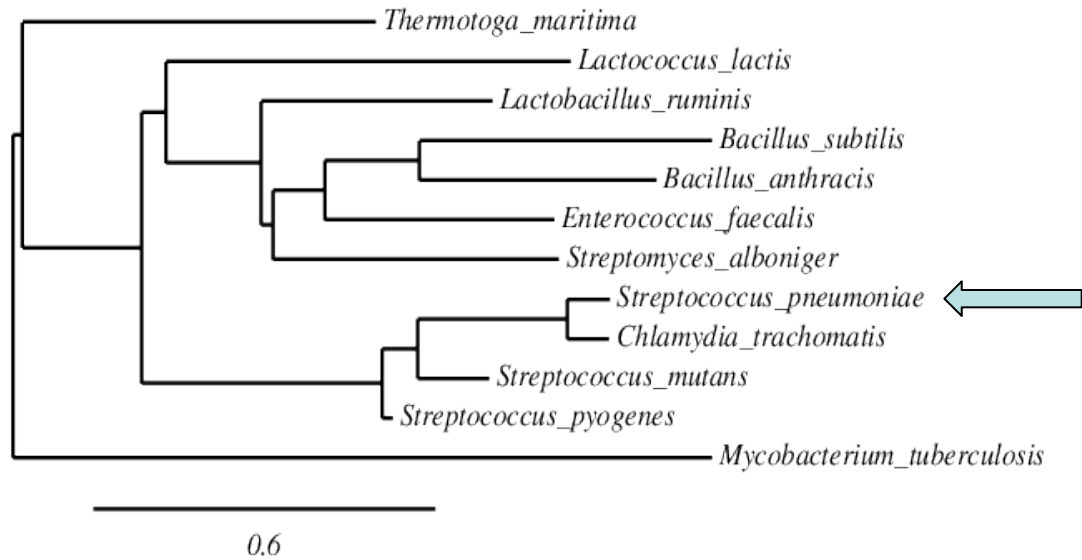 Thermotoga_maritima
Lactococcus_lactis
Lactobacillus_ruminis
Bacillus_subtilis
Bacillus_anthracis
Enterococcus_faecalis
Streptomyces_alboniger
Streptococcus_pneumoniae
Chlamydia_trachomatis
Streptococcus_mutans
Streptococcus_pyogenes
Mycobacterium_tuberculosis
0.6